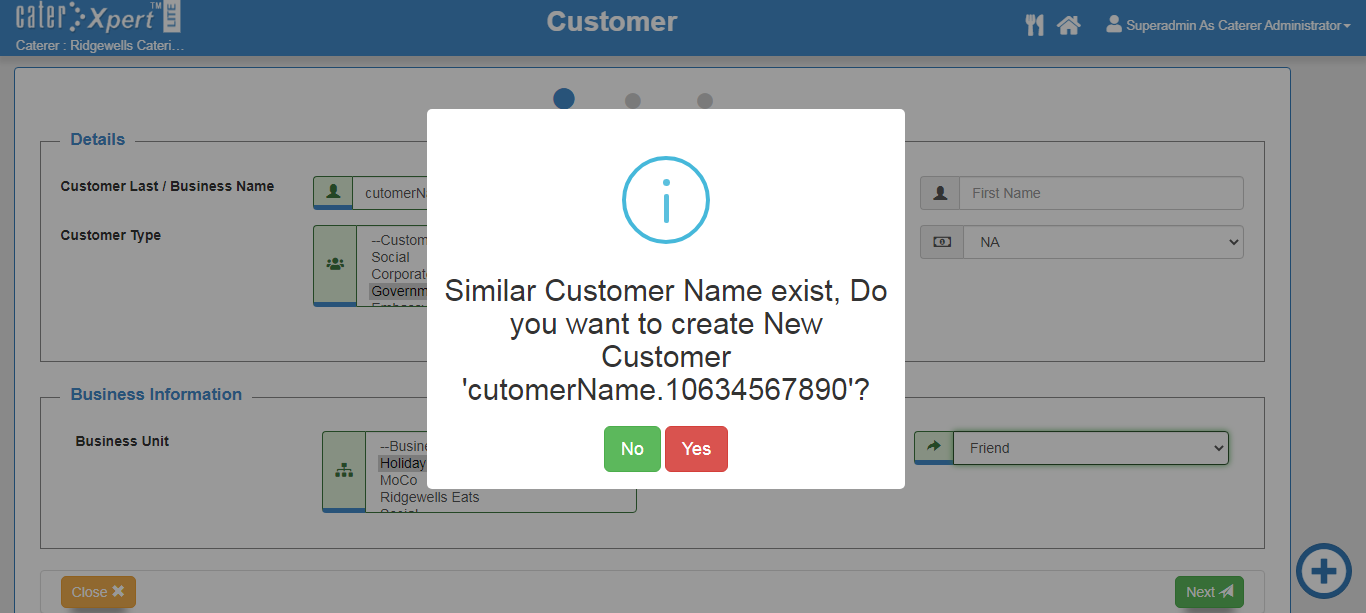 cater Xpert™ LITE
Customer
Superadmin As Caterer Administrator
Caterer : Ridgewells Cateri...
Details
Customer Last / Business Name
cutomerN
First Name
Customer Type
--Custom
Social
Corporat
Governm
NA
Similar Customer Name exist, Do
you want to create New
Customer
'cutomerName.10634567890'?
No Yes
Business Information
Business Unit
--Busine
Holiday
MoCo
Ridgewells Eats
Social
Friend
Close
Next